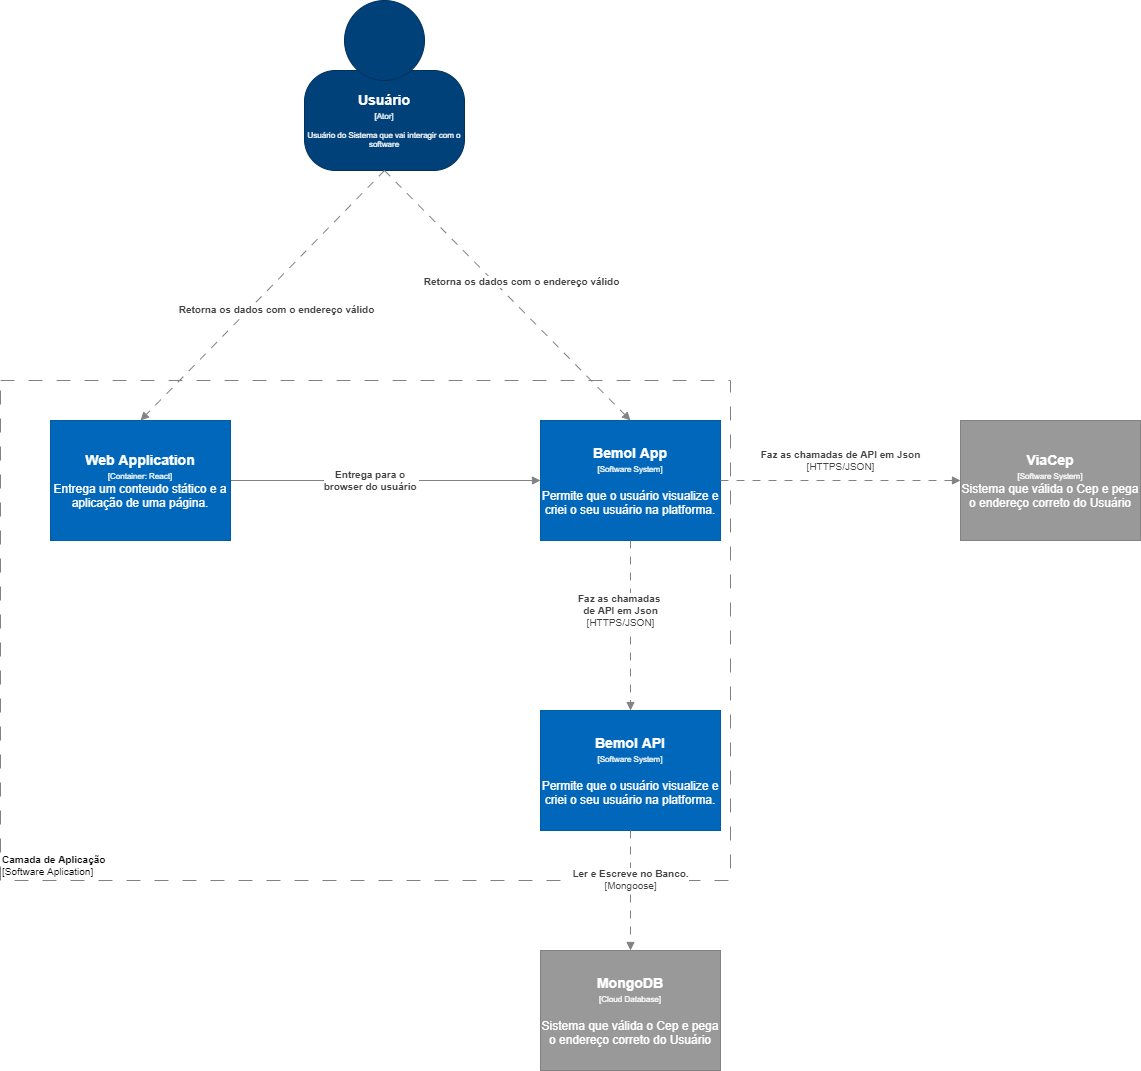 Usuário
[Ator]
Usuário do Sistema que vai interagir com o
software
Retorna os dados com o endereço válido
Retorna os dados com o endereço válido
Web Application
[Container: React]
Entrega um conteudo stático e a
aplicação de uma página.
Entrega para o
browser do usuário
Bemol App
[Software System]
Permite que o usuário visualize e
criei o seu usuário na platforma.
Faz as chamadas de API em Json
[HTTPS/JSON]
ViaCep
[Software System]
Sistema que válida o Cep e pega
o endereço correto do Usuário
Faz as chamadas
de API em Json
[HTTPS/JSON]
Bemol API
[Software System]
Permite que o usuário visualize e
criei o seu usuário na platforma.
Camada de Aplicação
[Software Aplication]
Ler e Escreve no Banco.
[Mongoose]
MongoDB
[Cloud Database]
Sistema que válida o Cep e pega
o endereço correto do Usuário